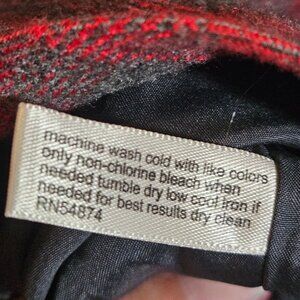 machine wash cold with like colors
only non-chlorine bleach when
needed tumble dry low cool iron if
needed for best results dry clean
RN54874